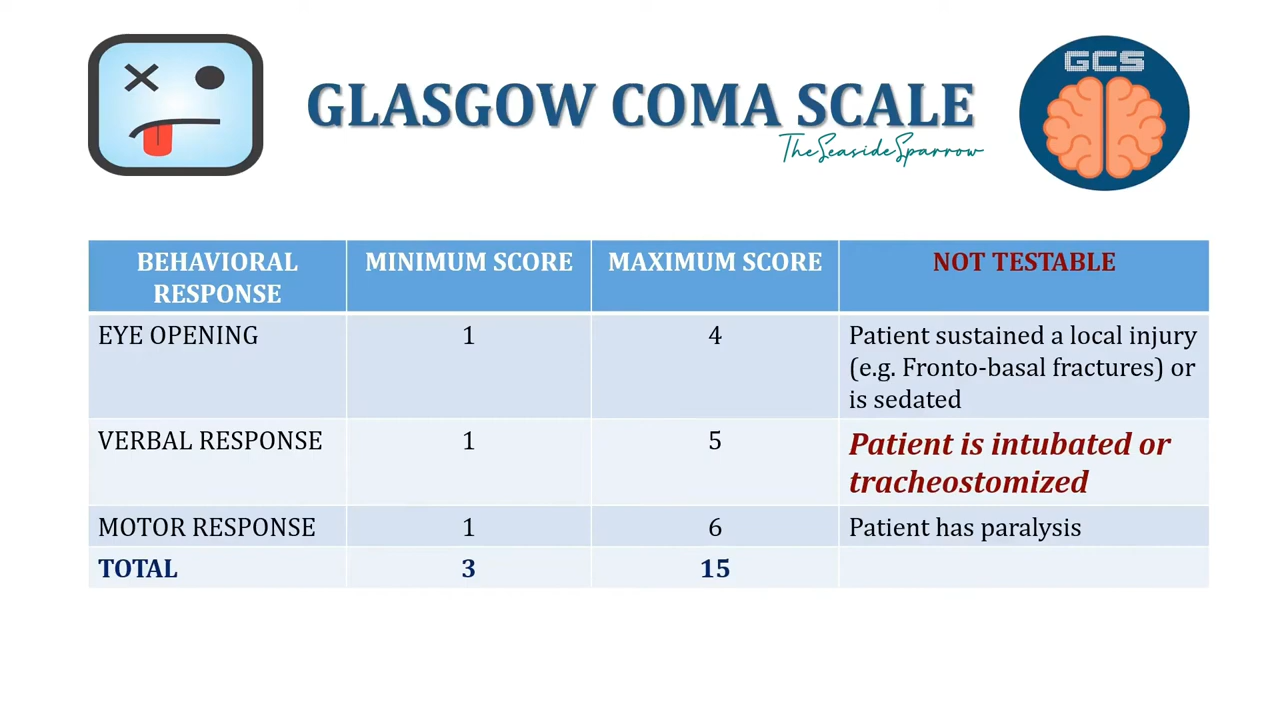 GCS
GLASGOW COMA SCALE
TheSeasideSparrow
BEHAVIORAL
RESPONSE
MINIMUM SCORE
MAXIMUM SCORE
NOT TESTABLE
EYE OPENING
1
4
Patient sustained a local injury
(e.g. Fronto-basal fractures) or
is sedated
VERBAL RESPONSE
1
5
Patient is intubated or
tracheostomized
MOTOR RESPONSE
1
6
Patient has paralysis
TOTAL
3
15